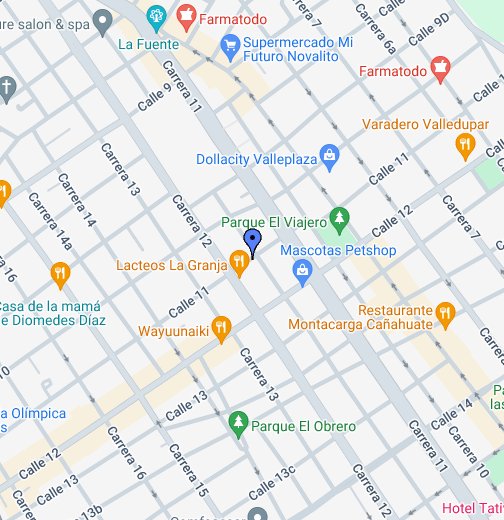 ure salon & spa
La Fuente
Farmatodo
Supermercado Mi
Futuro Novalito
Carrera 7
Carrera 6a
Calle 9D
Farmatodo
Carrera 11
Calle 9
Varadero Valledupar
Dollacity Valleplaza
Calle 11
Carrera 13
Carrera 14
Carrera 14a
Carrera 12
Parque El Viajero
Calle 12
Carrera 7
Mascotas Petshop
Lacteos La Granja
Carrera 16
Casa de la mamá
e Diomedes Díaz
Calle 11
Wayuunaiki
Restaurante
Montacarga Cañahuate
10
Carrera 13
a Olímpica
s
Calle 13
Parque El Obrero
Pa
las
Calle 14
Carrera 11
Calle 12
Carrera 16
Carrera 15
Calle 13c
Carrera 12
Calle 13
13b
Hotel Tati